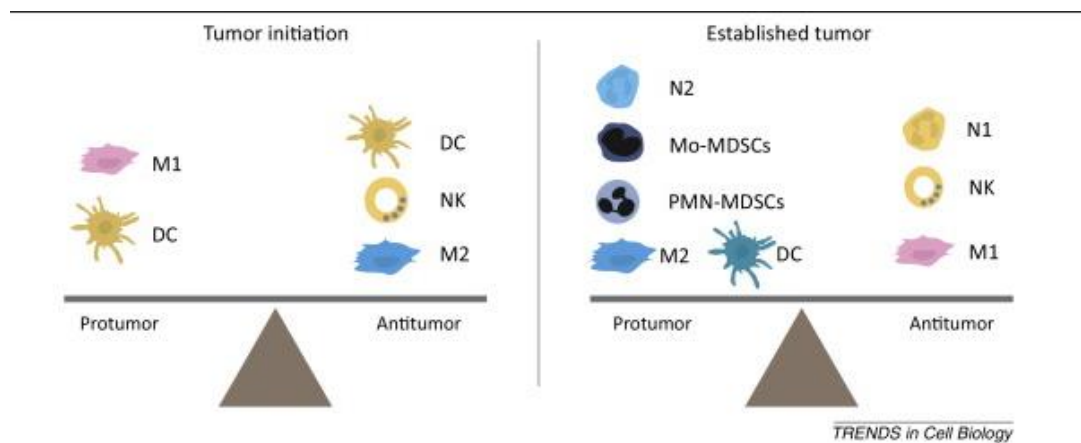 Tumor initiation
M1
DC
DC
NK
M2
Protumor
Antitumor
Established tumor
N2
Mo-MDSCs
PMN-MDSCs
M2
DC
N1
NK
M1
Protumor
Antitumor
TRENDS in Cell Biology